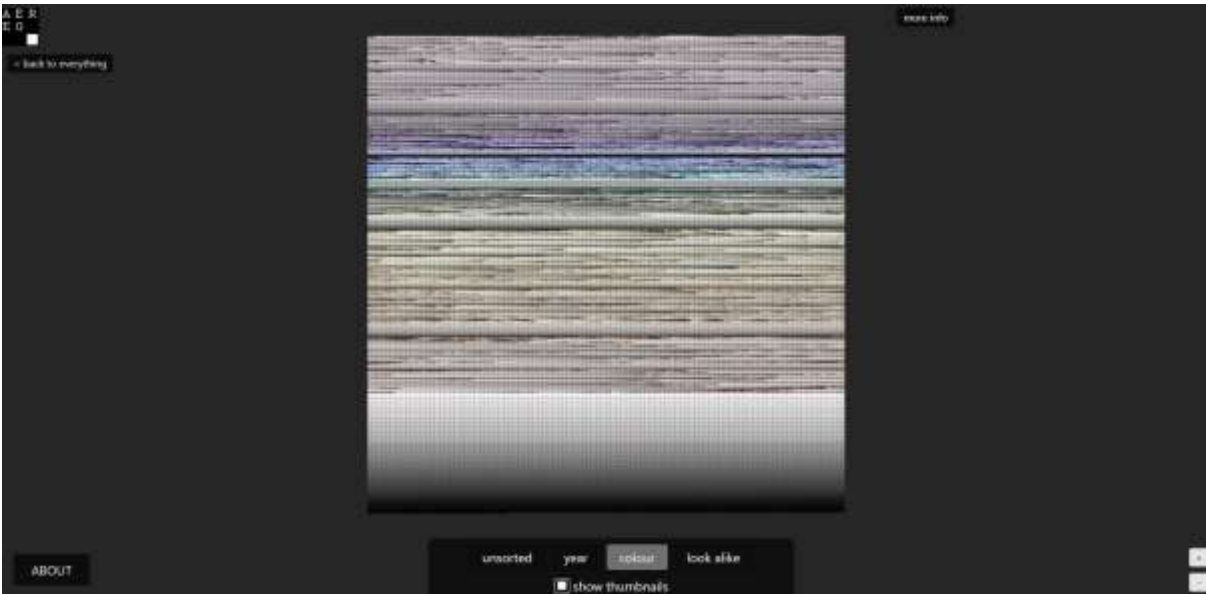 A E R
E O
more info
< back to everything
unsorted year colour look alike
show thumbnails
ABOUT
+
-